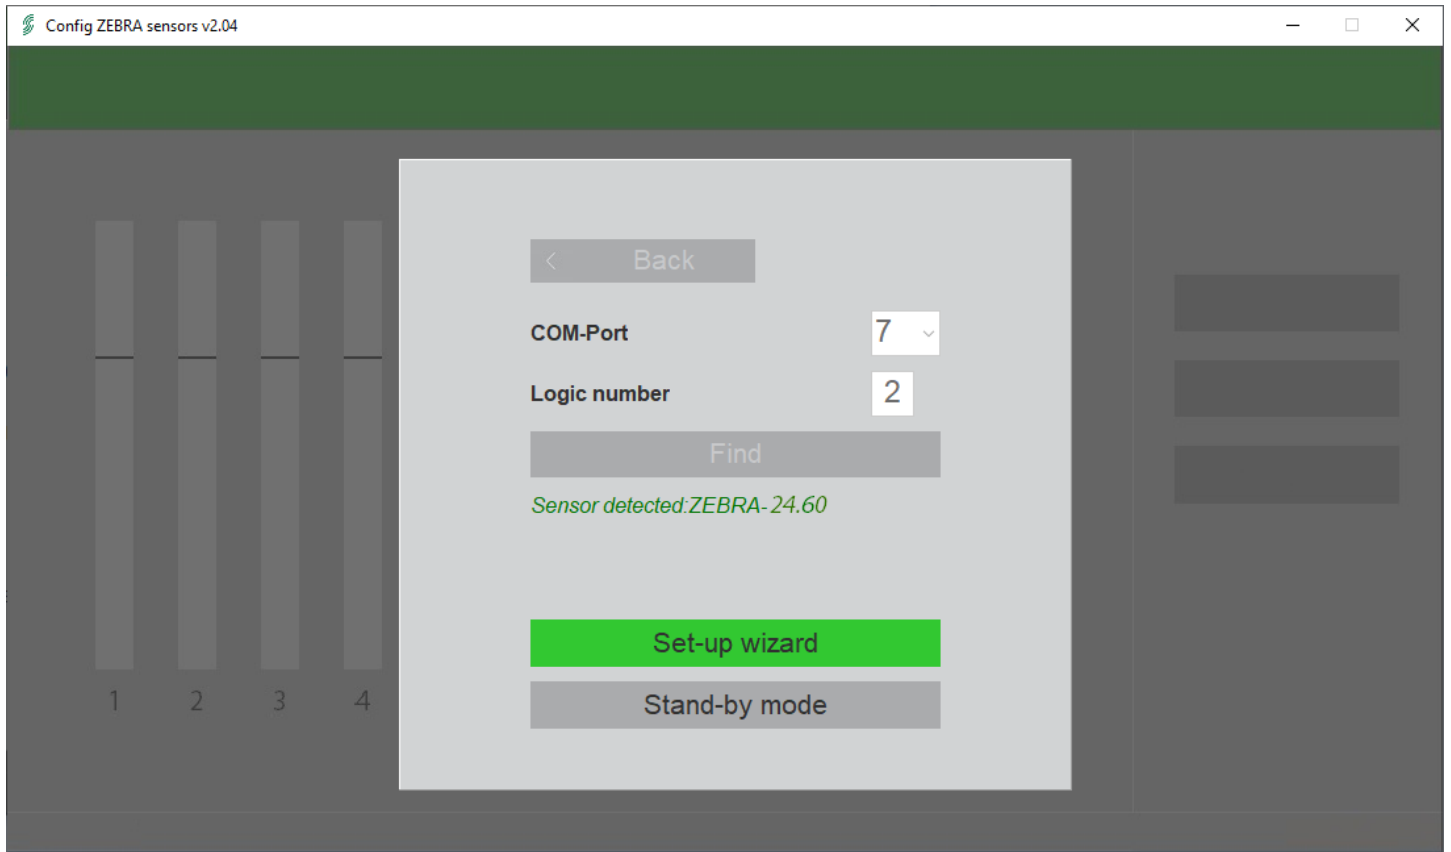 Config ZEBRA sensors v2.04
Back
COM-Port 7
Logic number 2
Find
Sensor detected:ZEBRA-24.60
Set-up wizard
Stand-by mode
1 2 3 4